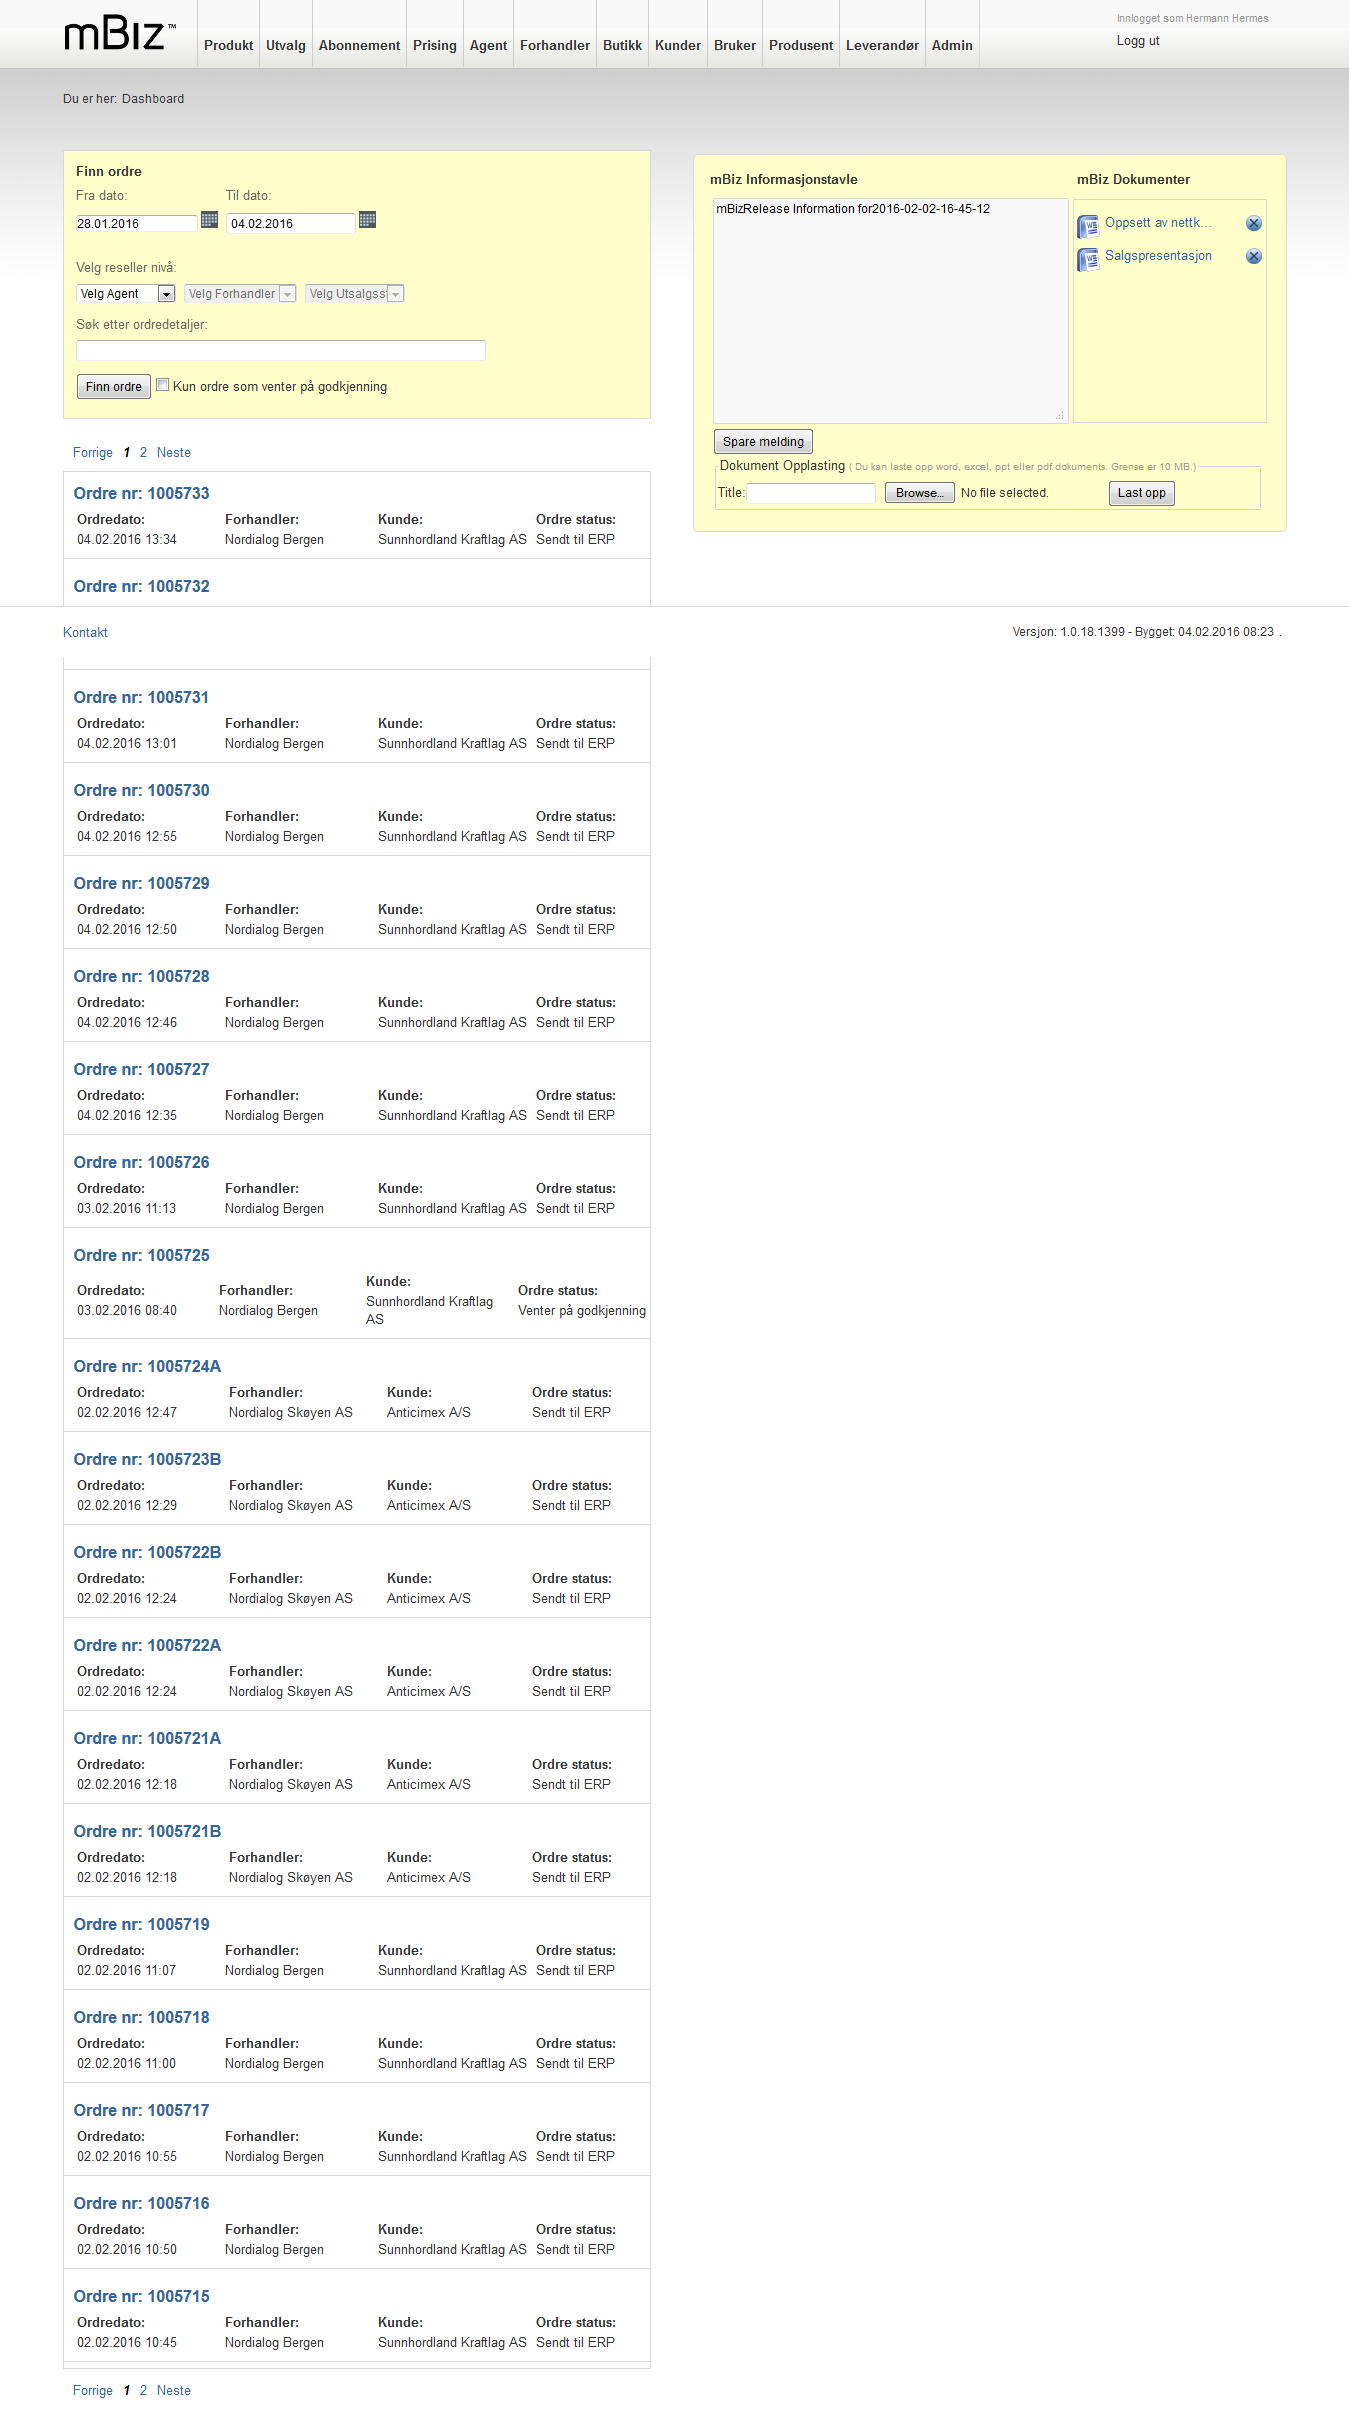 mBiz™
Produkt Utvalg Abonnement Prising Agent Forhandler Butikk Kunder Bruker Produsent Leverandør Admin
Innlogget som Hermann Hermes
Logg ut
Du er her: Dashboard
Finn ordre
Fra dato: Til dato:
28.01.2016 04.02.2016
Velg reseller nivå:
Velg Agent Velg Forhandler Velg Utsalgss
Søk etter ordredetaljer:
Finn ordre Kun ordre som venter på godkjenning
mBiz Informasjonstavle mBiz Dokumenter
mBizRelease Information for2016-02-02-16-45-12
Oppsett av nettk...
Salgspresentasjon
Spare melding
Dokument Opplasting ( Du kan laste opp word, excel, ppt eller pdf dokuments. Grense er 10 MB.)
Title: Browse... No file selected. Last opp
Forrige 1 2 Neste
Ordre nr: 1005733
Ordredato: Forhandler: Kunde: Ordre status:
04.02.2016 13:34 Nordialog Bergen Sunnhordland Kraftlag AS Sendt til ERP
Ordre nr: 1005732
Kontakt Versjon: 1.0.18.1399 - Bygget: 04.02.2016 08:23 .
Ordre nr: 1005731
Ordredato: Forhandler: Kunde: Ordre status:
04.02.2016 13:01 Nordialog Bergen Sunnhordland Kraftlag AS Sendt til ERP
Ordre nr: 1005730
Ordredato: Forhandler: Kunde: Ordre status:
04.02.2016 12:55 Nordialog Bergen Sunnhordland Kraftlag AS Sendt til ERP
Ordre nr: 1005729
Ordredato: Forhandler: Kunde: Ordre status:
04.02.2016 12:50 Nordialog Bergen Sunnhordland Kraftlag AS Sendt til ERP
Ordre nr: 1005728
Ordredato: Forhandler: Kunde: Ordre status:
04.02.2016 12:46 Nordialog Bergen Sunnhordland Kraftlag AS Sendt til ERP
Ordre nr: 1005727
Ordredato: Forhandler: Kunde: Ordre status:
04.02.2016 12:35 Nordialog Bergen Sunnhordland Kraftlag AS Sendt til ERP
Ordre nr: 1005726
Ordredato: Forhandler: Kunde: Ordre status:
03.02.2016 11:13 Nordialog Bergen Sunnhordland Kraftlag AS Sendt til ERP
Ordre nr: 1005725
Ordredato: Forhandler: Kunde: Ordre status:
03.02.2016 08:40 Nordialog Bergen Sunnhordland Kraftlag AS Venter på godkjenning
Ordre nr: 1005724A
Ordredato: Forhandler: Kunde: Ordre status:
02.02.2016 12:47 Nordialog Skøyen AS Anticimex A/S Sendt til ERP
Ordre nr: 1005723B
Ordredato: Forhandler: Kunde: Ordre status:
02.02.2016 12:29 Nordialog Skøyen AS Anticimex A/S Sendt til ERP
Ordre nr: 1005722B
Ordredato: Forhandler: Kunde: Ordre status:
02.02.2016 12:24 Nordialog Skøyen AS Anticimex A/S Sendt til ERP
Ordre nr: 1005722A
Ordredato: Forhandler: Kunde: Ordre status:
02.02.2016 12:24 Nordialog Skøyen AS Anticimex A/S Sendt til ERP
Ordre nr: 1005721A
Ordredato: Forhandler: Kunde: Ordre status:
02.02.2016 12:18 Nordialog Skøyen AS Anticimex A/S Sendt til ERP
Ordre nr: 1005721B
Ordredato: Forhandler: Kunde: Ordre status:
02.02.2016 12:18 Nordialog Skøyen AS Anticimex A/S Sendt til ERP
Ordre nr: 1005719
Ordredato: Forhandler: Kunde: Ordre status:
02.02.2016 11:07 Nordialog Bergen Sunnhordland Kraftlag AS Sendt til ERP
Ordre nr: 1005718
Ordredato: Forhandler: Kunde: Ordre status:
02.02.2016 11:00 Nordialog Bergen Sunnhordland Kraftlag AS Sendt til ERP
Ordre nr: 1005717
Ordredato: Forhandler: Kunde: Ordre status:
02.02.2016 10:55 Nordialog Bergen Sunnhordland Kraftlag AS Sendt til ERP
Ordre nr: 1005716
Ordredato: Forhandler: Kunde: Ordre status:
02.02.2016 10:50 Nordialog Bergen Sunnhordland Kraftlag AS Sendt til ERP
Ordre nr: 1005715
Ordredato: Forhandler: Kunde: Ordre status:
02.02.2016 10:45 Nordialog Bergen Sunnhordland Kraftlag AS Sendt til ERP
Forrige 1 2 Neste